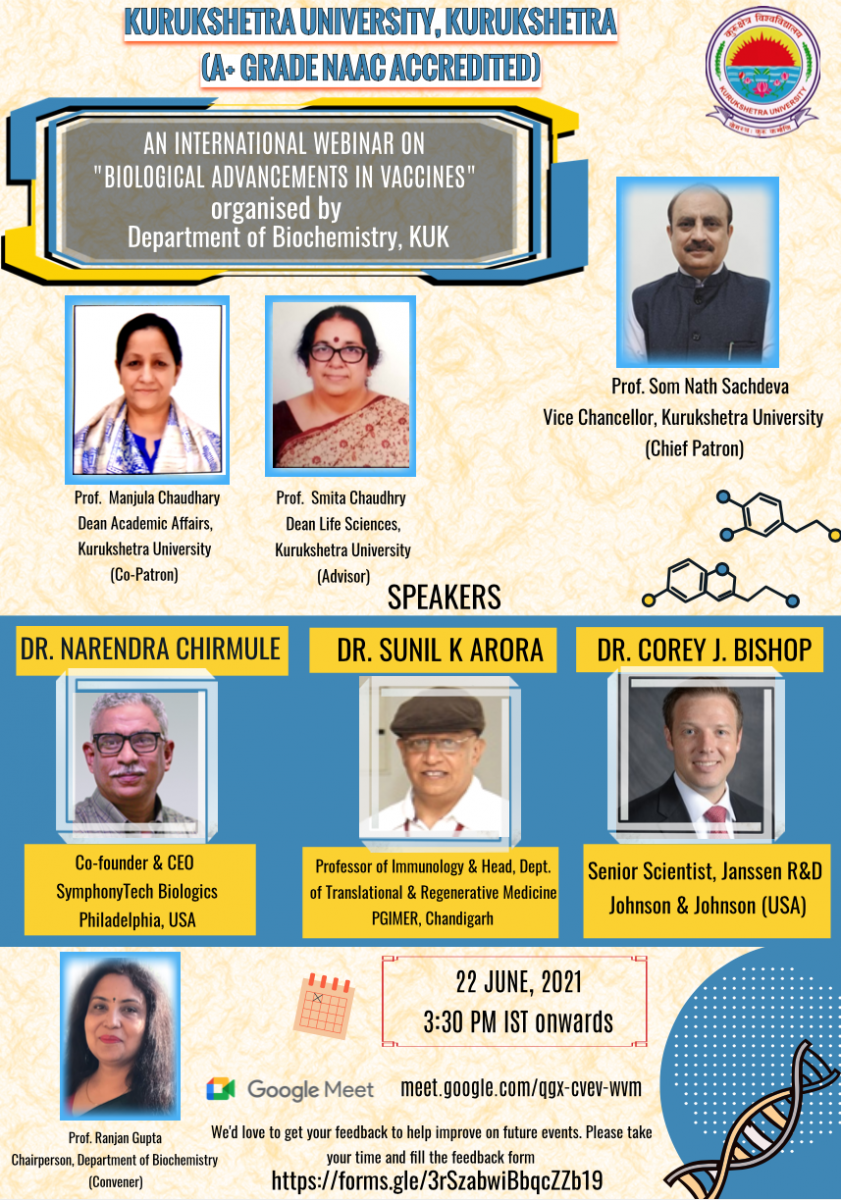 KURUKSHETRA UNIVERSITY, KURUKSHETRA
(A+ GRADE NAAC ACCREDITED)
कुरुक्षेत्र विश्वविद्यालय
KURUKSHETRA UNIVERSITY
AN INTERNATIONAL WEBINAR ON
"BIOLOGICAL ADVANCEMENTS IN VACCINES"
organised by
Department of Biochemistry, KUK
Prof. Som Nath Sachdeva
Vice Chancellor, Kurukshetra University
(Chief Patron)
Prof. Manjula Chaudhary
Dean Academic Affairs,
Kurukshetra University
(Co-Patron)
Prof. Smita Chaudhry
Dean Life Sciences,
Kurukshetra University
(Advisor)
SPEAKERS
DR. NARENDRA CHIRMULE
DR. SUNIL K ARORA
DR. COREY J. BISHOP
Co-founder & CEO
SymphonyTech Biologics
Philadelphia, USA
Professor of Immunology & Head, Dept.
of Translational & Regenerative Medicine
PGIMER, Chandigarh
Senior Scientist, Janssen R&D
Johnson & Johnson (USA)
22 JUNE, 2021
3:30 PM IST onwards
Google Meet
meet.google.com/qgx-cvev-wvm
Prof. Ranjan Gupta
Chairperson, Department of Biochemistry
(Convener)
We'd love to get your feedback to help improve on future events. Please take
your time and fill the feedback form
https://forms.gle/3rSzabwiBbqcZZb19